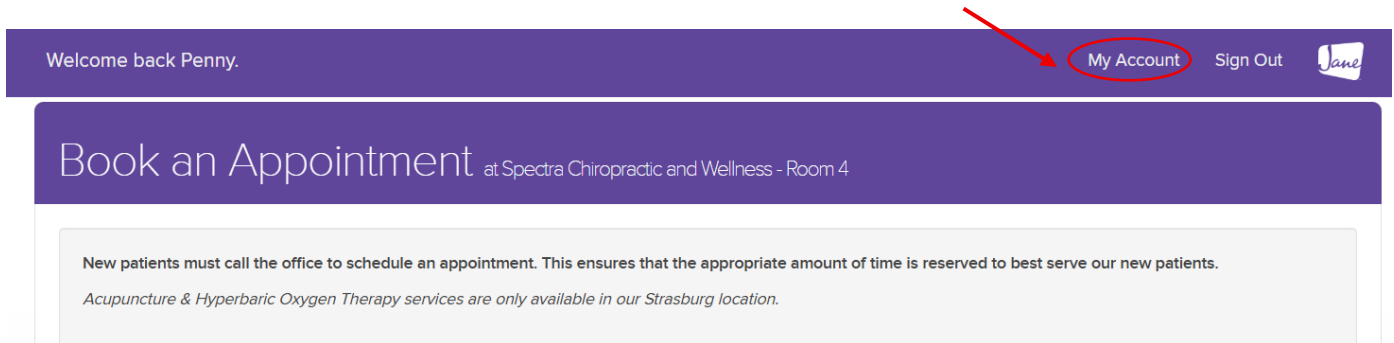 Welcome back Penny.
My Account
Sign Out
Jane
Book an Appointment at Spectra Chiropractic and Wellness - Room 4
New patients must call the office to schedule an appointment. This ensures that the appropriate amount of time is reserved to best serve our new patients.
Acupuncture & Hyperbaric Oxygen Therapy services are only available in our Strasburg location.